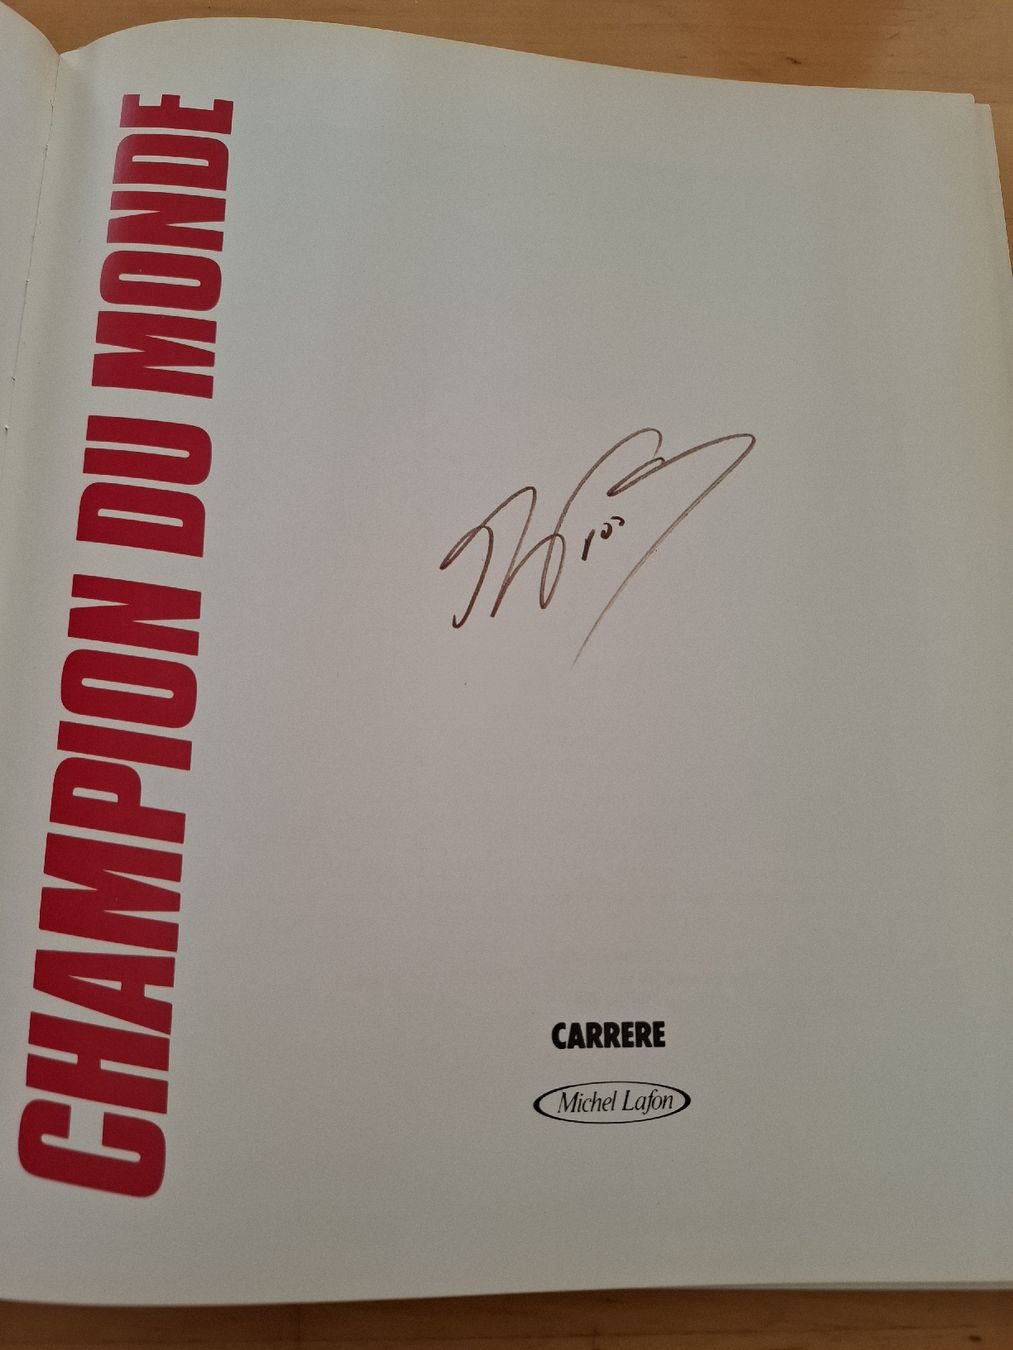 CHAMPION DU MONDE
CARRERE
Michel Lafon